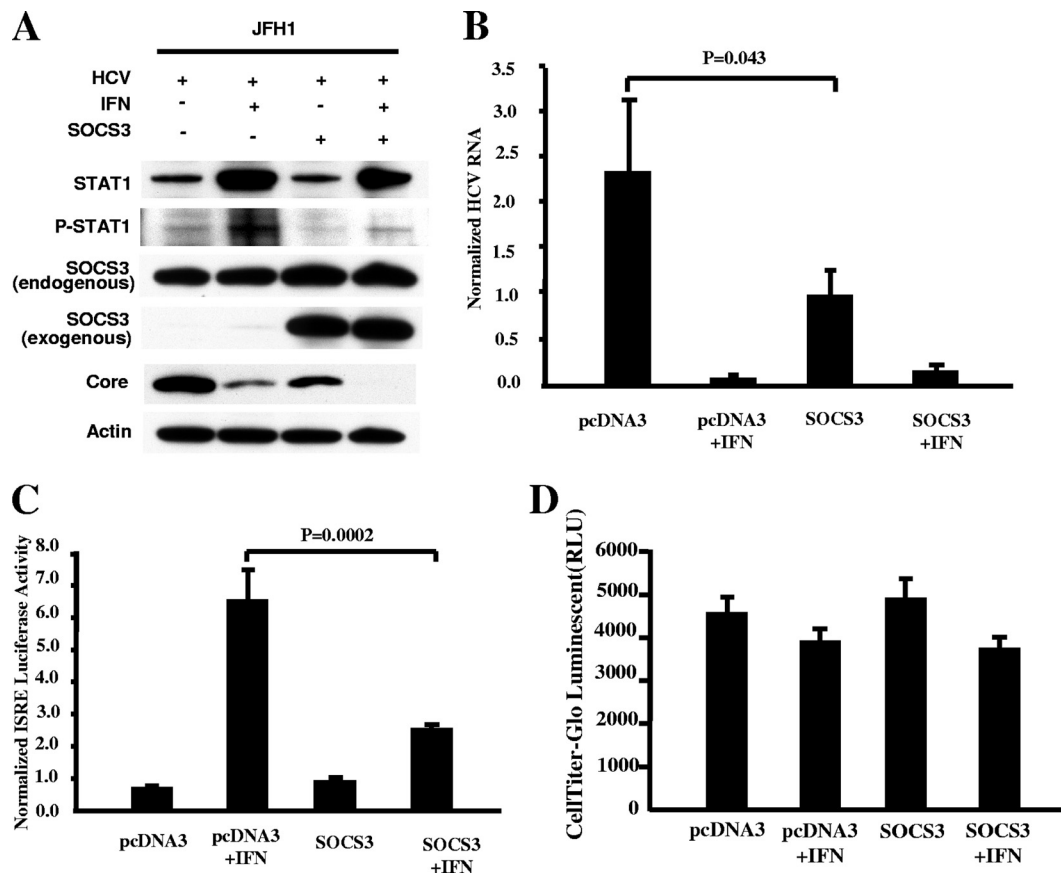 A
JFH1
HCV + + + +
IFN - + - +
SOCS3 - - + +
STAT1
P-STAT1
SOCS3
(endogenous)
SOCS3
(exogenous)
Core
Actin
B
P=0.043
Normalized HCV RNA
3.5
3.0
2.5
2.0
1.5
1.0
0.5
0.0
pcDNA3
pcDNA3
+IFN
SOCS3
SOCS3
+IFN
C
P=0.0002
Normalized ISRE Luciferase Activity
8.0
7.0
6.0
5.0
4.0
3.0
2.0
1.0
0.0
pcDNA3
pcDNA3
+IFN
SOCS3
SOCS3
+IFN
D
CellTiter-Glo Luminescent(RLU)
6000
5000
4000
3000
2000
1000
0
pcDNA3
pcDNA3
+IFN
SOCS3
SOCS3
+IFN